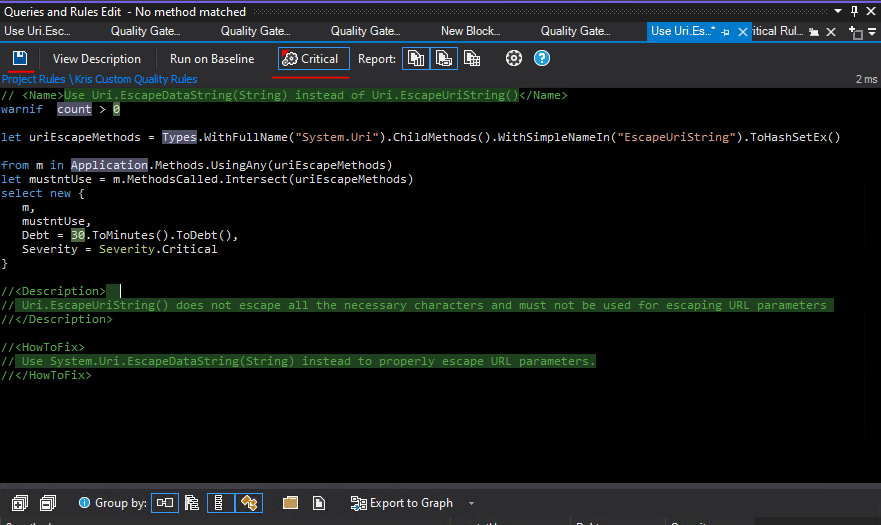 Queries and Rules Edit - No method matched
Use Uri.Esc... Quality Gate... Quality Gate... Quality Gate... New Block... Quality Gate... Use Uri.Es...* ritical Rul...
View Description Run on Baseline Critical Report:
Project Rules \ Kris Custom Quality Rules 2 ms
// <Name>Use Uri.EscapeDataString(String) instead of Uri.EscapeUriString()</Name>
warnif count > 0
let uriEscapeMethods = Types.WithFullName("System.Uri").ChildMethods().WithSimpleNameIn("EscapeUriString").ToHashSetEx()
from m in Application.Methods.UsingAny(uriEscapeMethods)
let mustntUse = m.MethodsCalled.Intersect(uriEscapeMethods)
select new {
m,
mustntUse,
Debt = 30.ToMinutes().ToDebt(),
Severity = Severity.Critical
}
//<Description>
// Uri.EscapeUriString() does not escape all the necessary characters and must not be used for escaping URL parameters
//</Description>
//<HowToFix>
// Use System.Uri.EscapeDataString(String) instead to properly escape URL parameters.
//</HowToFix>
Group by: Export to Graph